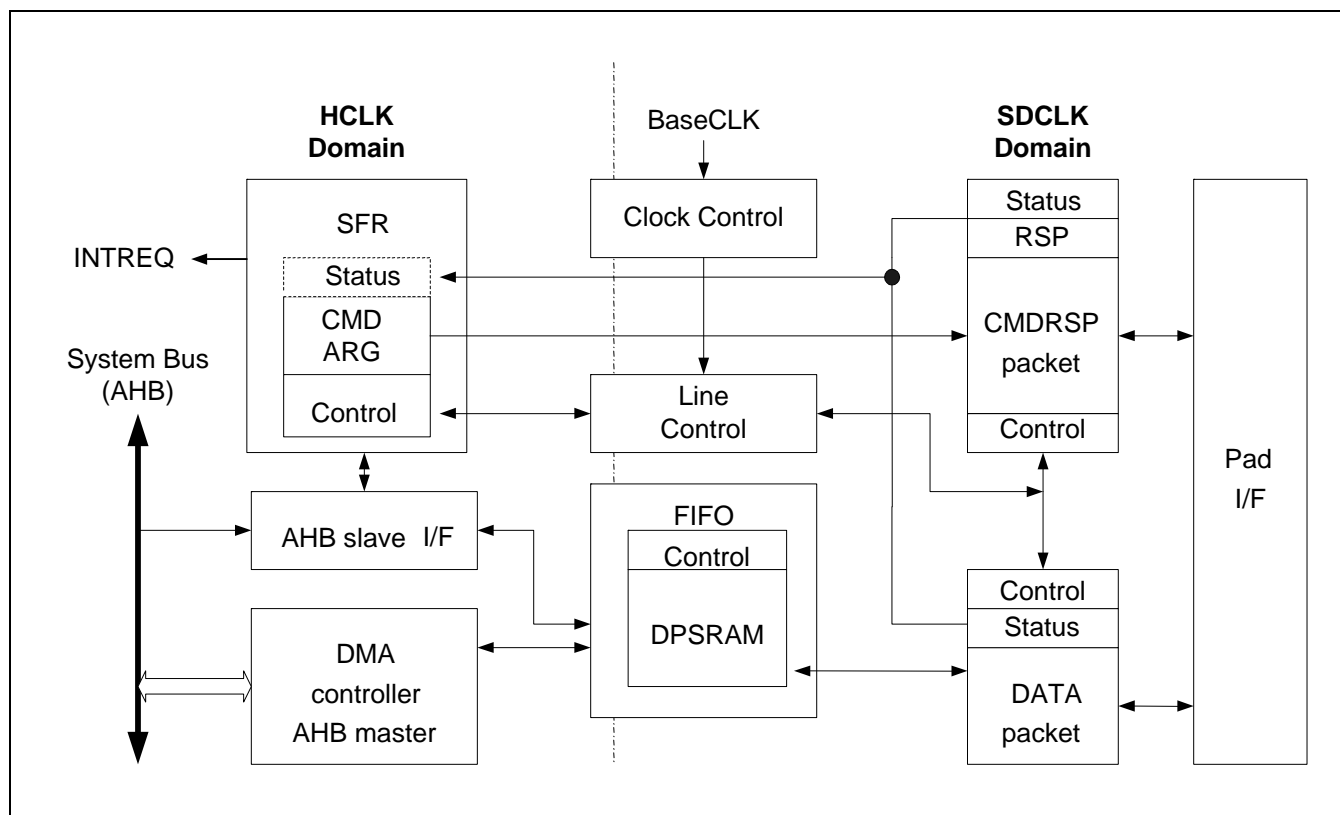 HCLK
Domain
BaseCLK
SDCLK
Domain
SFR
Status
CMD
ARG
Control
INTREQ
System Bus
(AHB)
AHB slave I/F
DMA
controller
AHB master
Clock Control
Line
Control
FIFO
Control
DPSRAM
Status
RSP
CMDRSP
packet
Control
Control
Status
DATA
packet
Pad
I/F